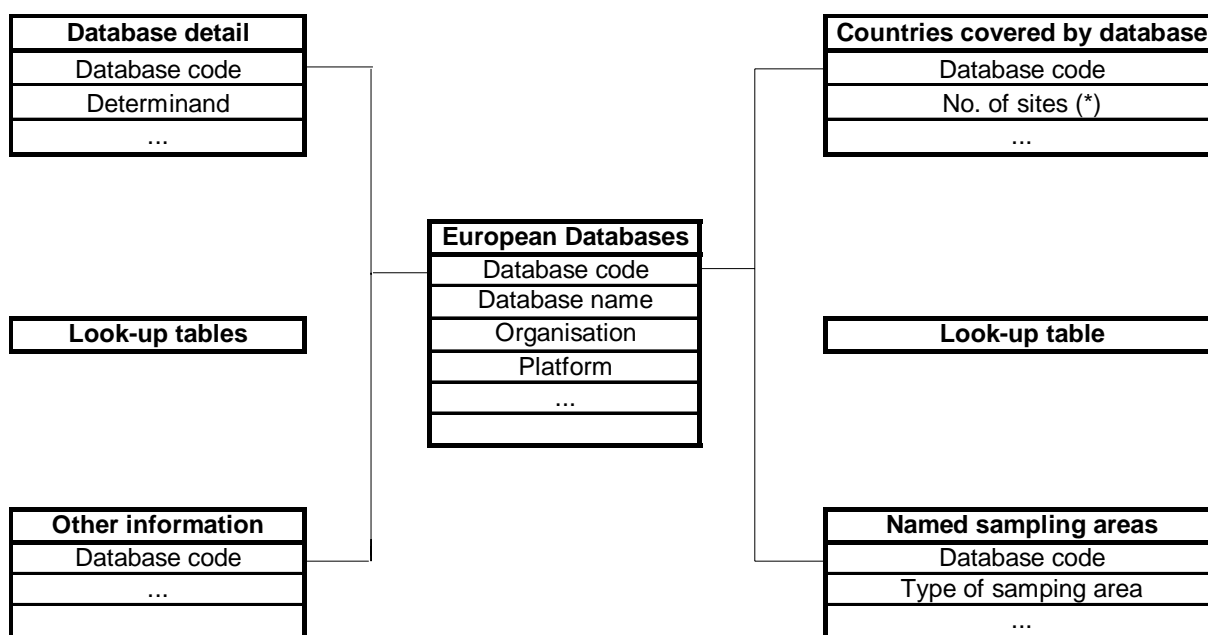 Database detail
Database code
Determinand
...
Look-up tables
Other information
Database code
...
European Databases
Database code
Database name
Organisation
Platform
...
Countries covered by database
Database code
No. of sites (*)
...
Look-up table
Named sampling areas
Database code
Type of samping area
...